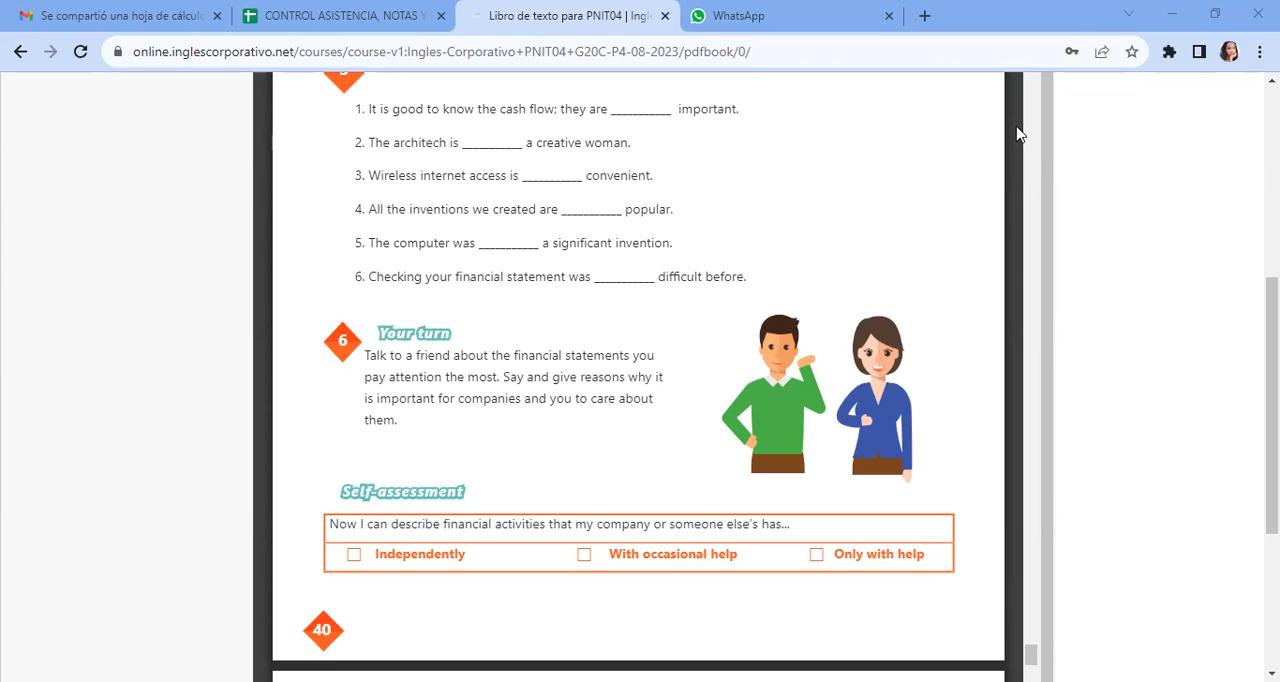 Se compartió una hoja de cálcul
CONTROL ASISTENCIA, NOTAS Y
Libro de texto para PNIT04 | Ingl
WhatsApp
online.inglescorporativo.net/courses/course-v1:Ingles-Corporativo+PNIT04+G20C-P4-08-2023/pdfbook/0/
1. It is good to know the cash flow; they are ___________ important.
2. The architech is ___________ a creative woman.
3. Wireless internet access is ___________ convenient.
4. All the inventions we created are ___________ popular.
5. The computer was ___________ a significant invention.
6. Checking your financial statement was ___________ difficult before.
6 Your turn
Talk to a friend about the financial statements you
pay attention the most. Say and give reasons why it
is important for companies and you to care about
them.
Self-assessment
Now I can describe financial activities that my company or someone else's has...
Independently With occasional help Only with help
40